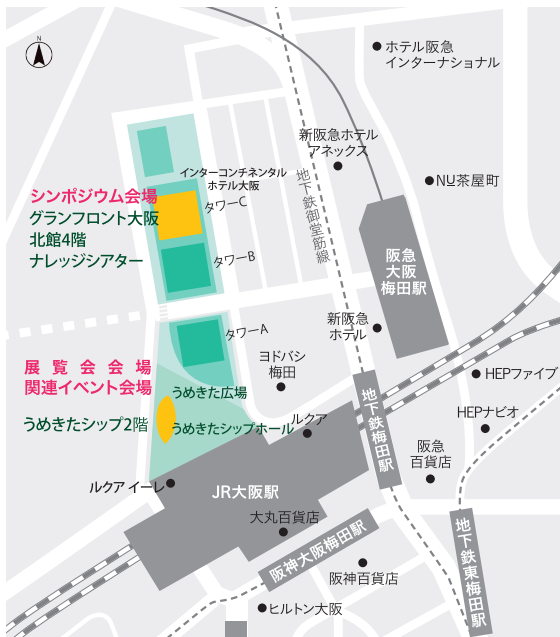 N
ホテル阪急
インターナショナル
新阪急ホテル
アネックス
NU茶屋町
インターコンチネンタル
ホテル大阪
シンポジウム会場
グランフロント大阪
北館4階
ナレッジシアター
タワーC
タワーB
タワーA
地下鉄御堂筋線
阪急
大阪
梅田駅
新阪急
ホテル
ヨドバシ
梅田
展覧会会場
関連イベント会場
うめきたシップ2階
うめきた広場
うめきたシップホール
ルクア
HEPファイブ
HEPナビオ
地下鉄梅田駅
阪急
百貨店
ルクア イーレ
JR大阪駅
大丸百貨店
阪神大阪梅田駅
阪神百貨店
地下鉄東梅田駅
ヒルトン大阪